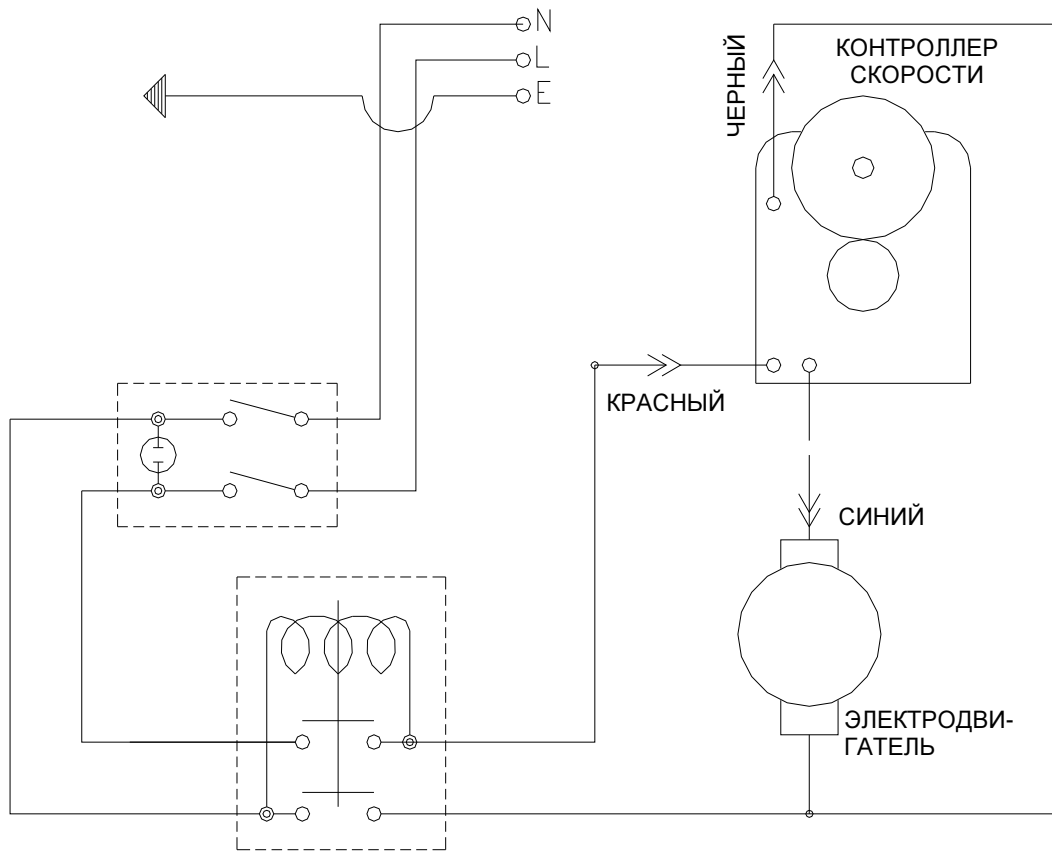 N
L
E
ЧЕРНЫЙ
КОНТРОЛЛЕР
СКОРОСТИ
КРАСНЫЙ
СИНИЙ
ЭЛЕКТРОДВИ-
ГАТЕЛЬ